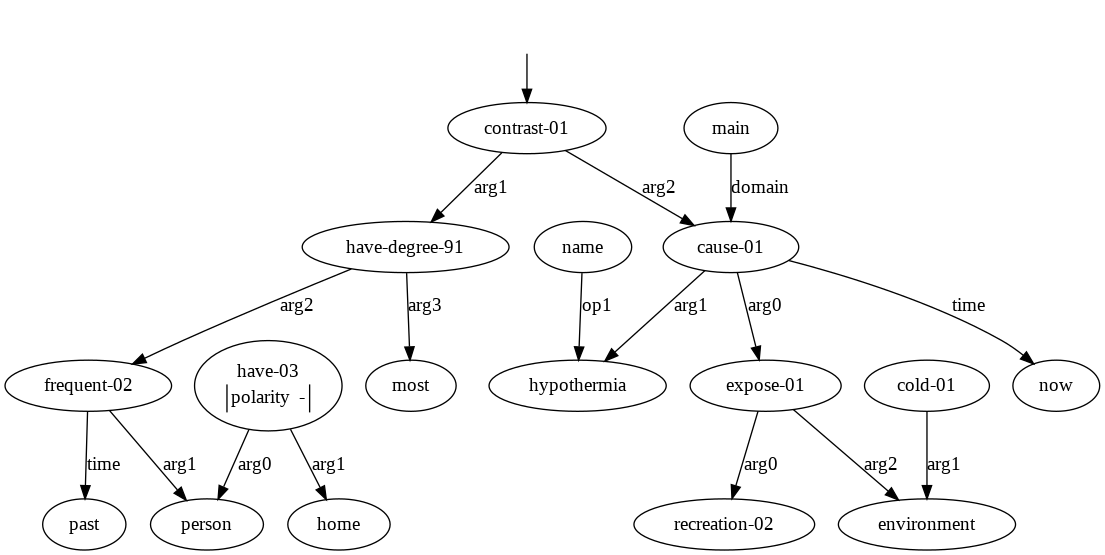 contrast-01
main
arg1
arg2
domain
have-degree-91
name
cause-01
arg2
arg3
op1
arg1
arg0
time
frequent-02
have-03
|polarity -|
most
hypothermia
expose-01
cold-01
now
time
arg1
arg0
arg1
arg0
arg2
arg1
past
person
home
recreation-02
environment